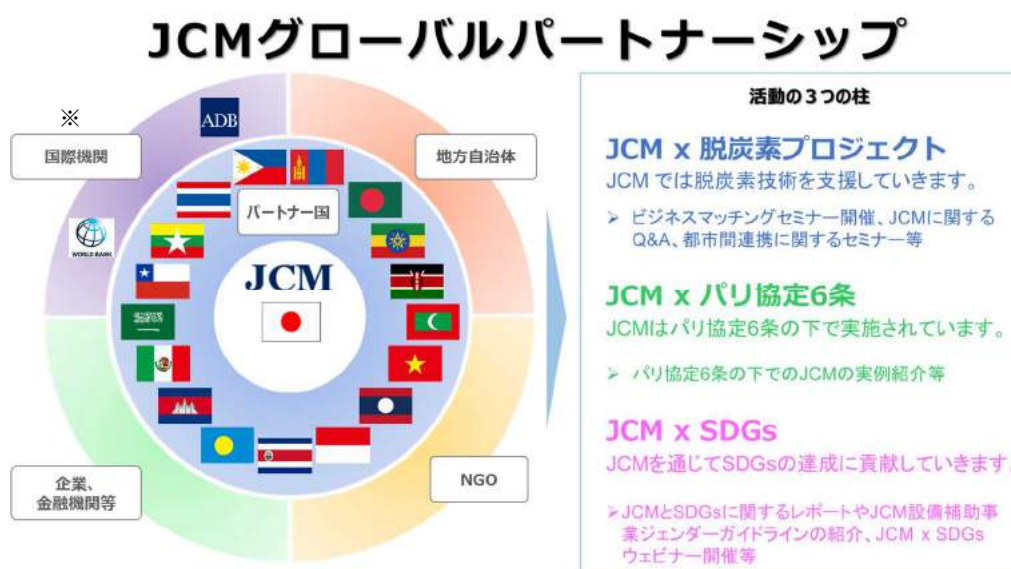 JCMグローバルパートナーシップ
※
国際機関
ADB
地方自治体
パートナー国
WORLD BANK
JCM
企業、
金融機関等
NGO
活動の３つの柱
JCM x 脱炭素プロジェクト
JCM では脱炭素技術を支援していきます。
➢ ビジネスマッチングセミナー開催、JCMに関する
Q&A、都市間連携に関するセミナー等
JCM x パリ協定6条
JCMはパリ協定6条の下で実施されています。
➢ パリ協定6条の下でのJCMの実例紹介等
JCM x SDGs
JCMを通じてSDGsの達成に貢献していきます。
➢JCMとSDGsに関するレポートやJCM設備補助事
業ジェンダーガイドラインの紹介、JCM x SDGs
ウェビナー開催等